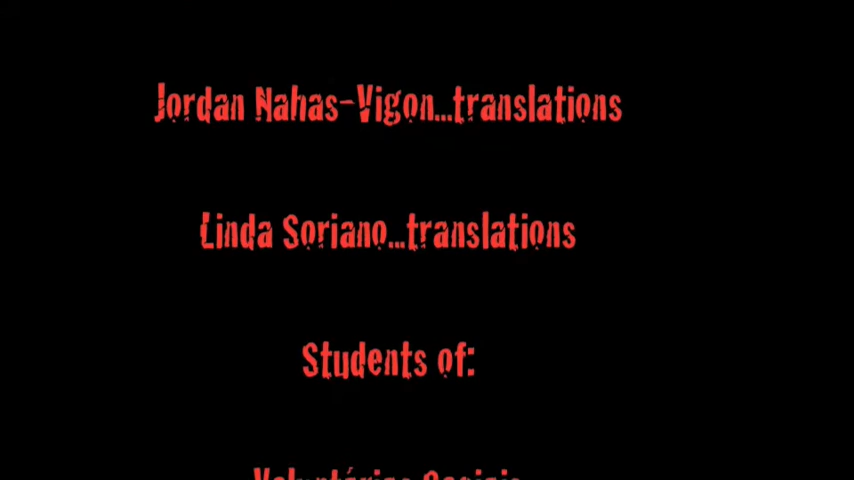 Jordan Nahas-Vigon...translations
Linda Soriano...translations
Students of: